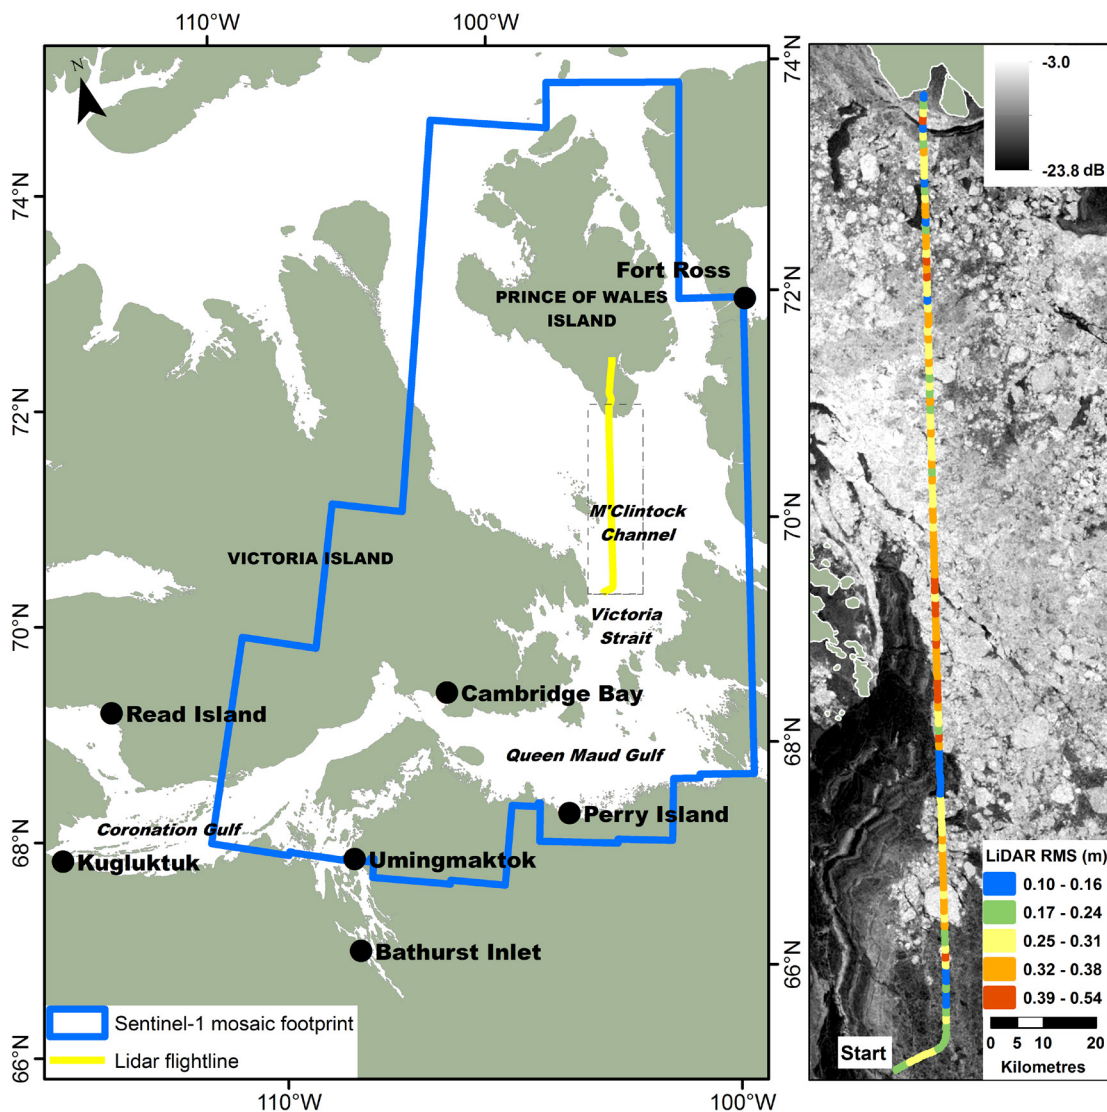 110°W
100°W
N
74°N
72°N
70°N
68°N
66°N
74°N
72°N
70°N
68°N
66°N
Fort Ross
PRINCE OF WALES
ISLAND
M'Clintock
Channel
VICTORIA ISLAND
Victoria
Strait
Cambridge Bay
Read Island
Queen Maud Gulf
Perry Island
Coronation Gulf
Kugluktuk
Umingmaktok
Bathurst Inlet
Sentinel-1 mosaic footprint
Lidar flightline
110°W
100°W
-3.0
-23.8 dB
LiDAR RMS (m)
0.10 - 0.16
0.17 - 0.24
0.25 - 0.31
0.32 - 0.38
0.39 - 0.54
0 5 10 20
Kilometres
Start